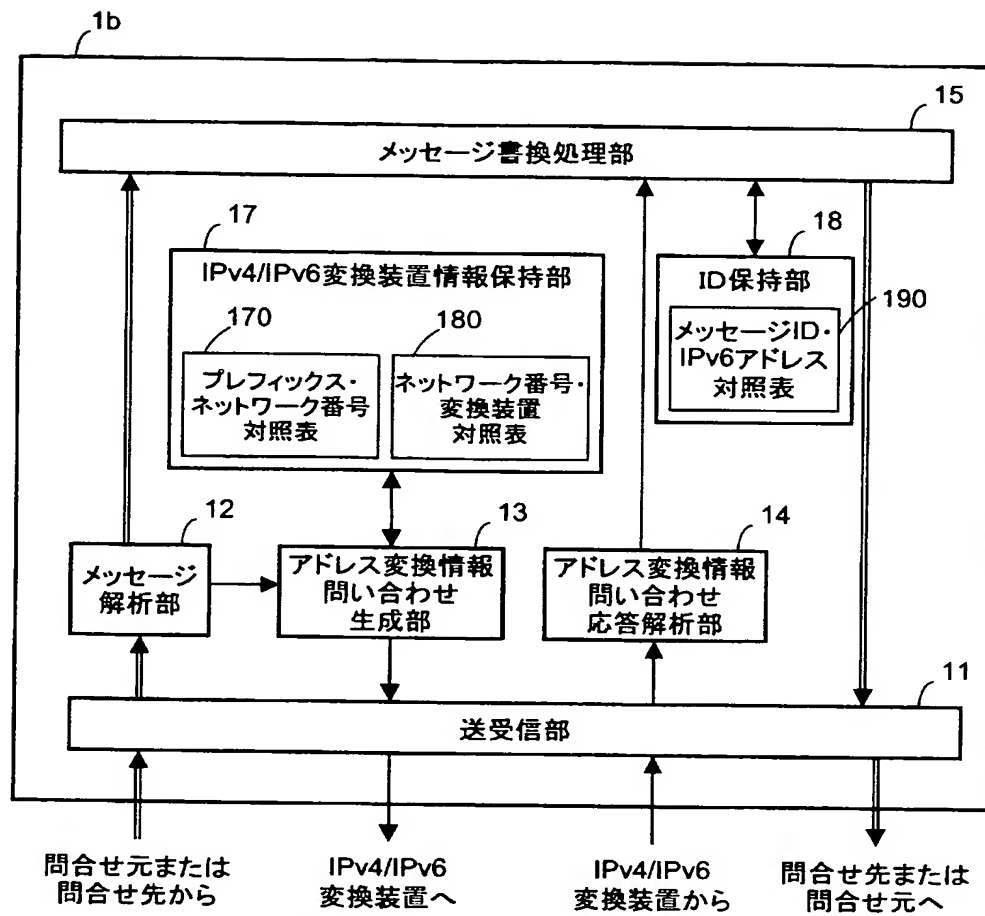 1b
15
メッセージ書換処理部
17
IPv4/IPv6変換装置情報保持部
170
プレフィックス・
ネットワーク番号
対照表
180
ネットワーク番号・
変換装置
対照表
18
ID保持部
190
メッセージID・
IPv6アドレス
対照表
12
メッセージ
解析部
13
アドレス変換情報
問い合わせ
生成部
14
アドレス変換情報
問い合わせ
応答解析部
11
送受信部
問合せ元または
問合せ先から
IPv4/IPv6
変換装置へ
IPv4/IPv6
変換装置から
問合せ先または
問合せ元へ